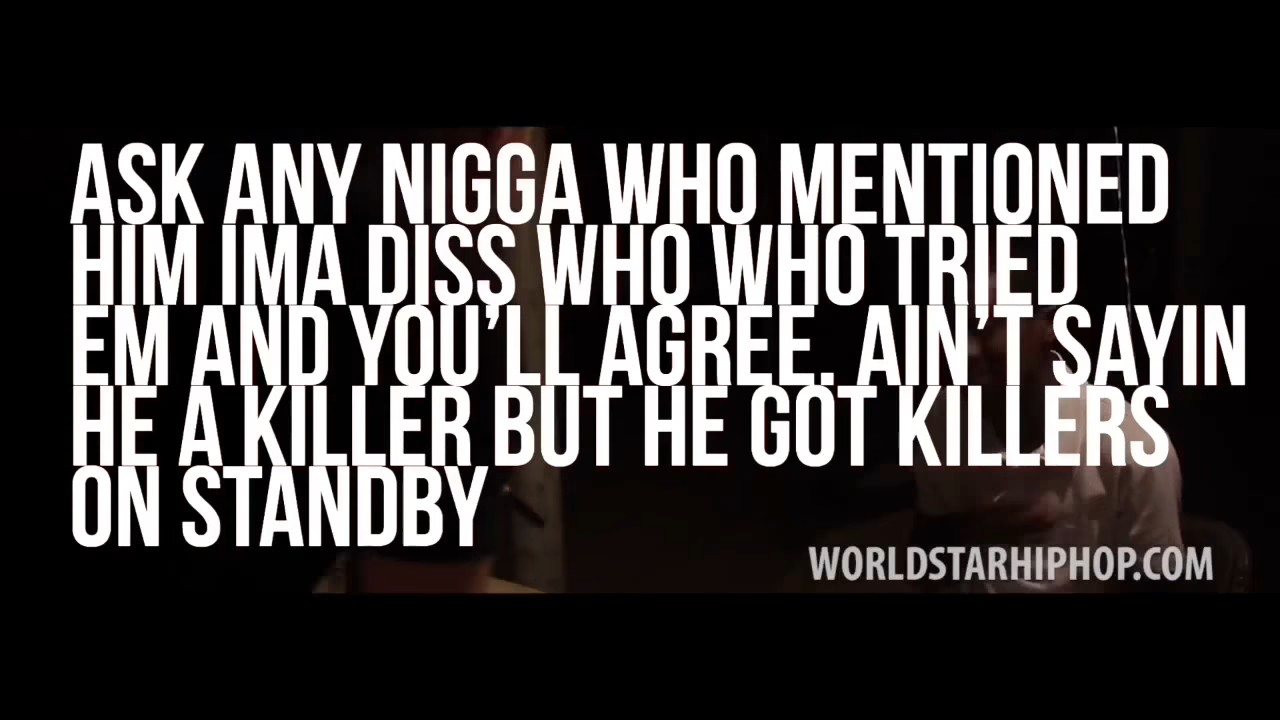 ASK ANY NIGGA WHO MENTIONED
HIM IMA DISS WHO WHO TRIED
EM AND YOU'LL AGREE. AIN'T SAYIN
HE A KILLER BUT HE GOT KILLERS
ON STANDBY
WORLDSTARHIPHOP.COM